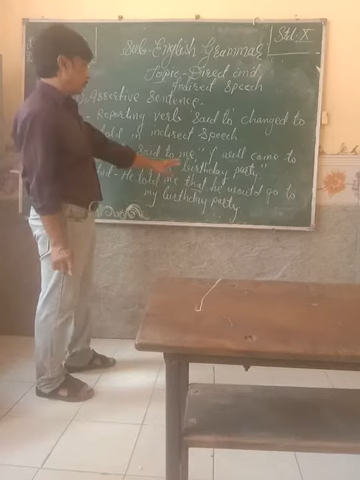 Std:-X
Sub:- English Grammar
Topic - Direct and
Indirect Speech
Assertive Sentence -
- Reporting verb 'said to' changed to
told in indirect speech
Said to me, "I will come to
birthday party."
- He told me that he would go to
my birthday party